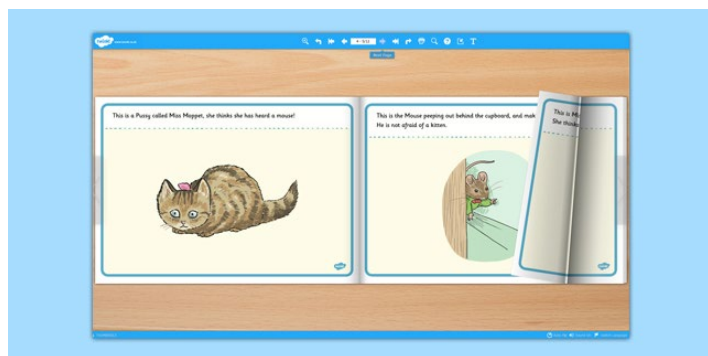 This is a Pussy called Miss Moppet, she thinks she has heard a mouse!
This is the Mouse peeping out behind the cupboard, and mak
He is not afraid of a kitten.
This is M
She think